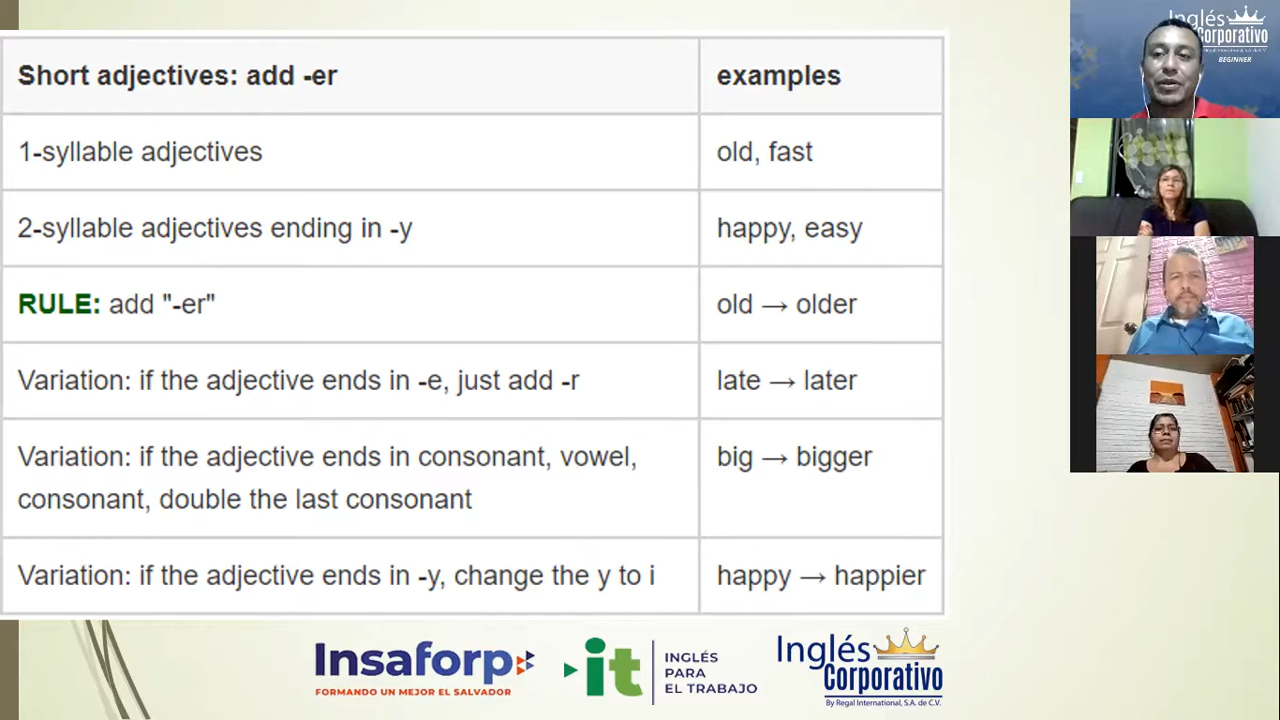 Short adjectives: add -er
examples
1-syllable adjectives
old, fast
2-syllable adjectives ending in -y
happy, easy
RULE: add "-er"
old → older
Variation: if the adjective ends in -e, just add -r
late → later
Variation: if the adjective ends in consonant, vowel,
consonant, double the last consonant
big → bigger
Variation: if the adjective ends in -y, change the y to i
happy → happier
Insaforp
FORMANDO UN MEJOR EL SALVADOR
it
INGLÉS
PARA
EL TRABAJO
Inglés
Corporativo
By Regal International, S.A. de C.V.
Inglés
Corporativo
By Regal International, S.A. de C.V.
BEGINNER